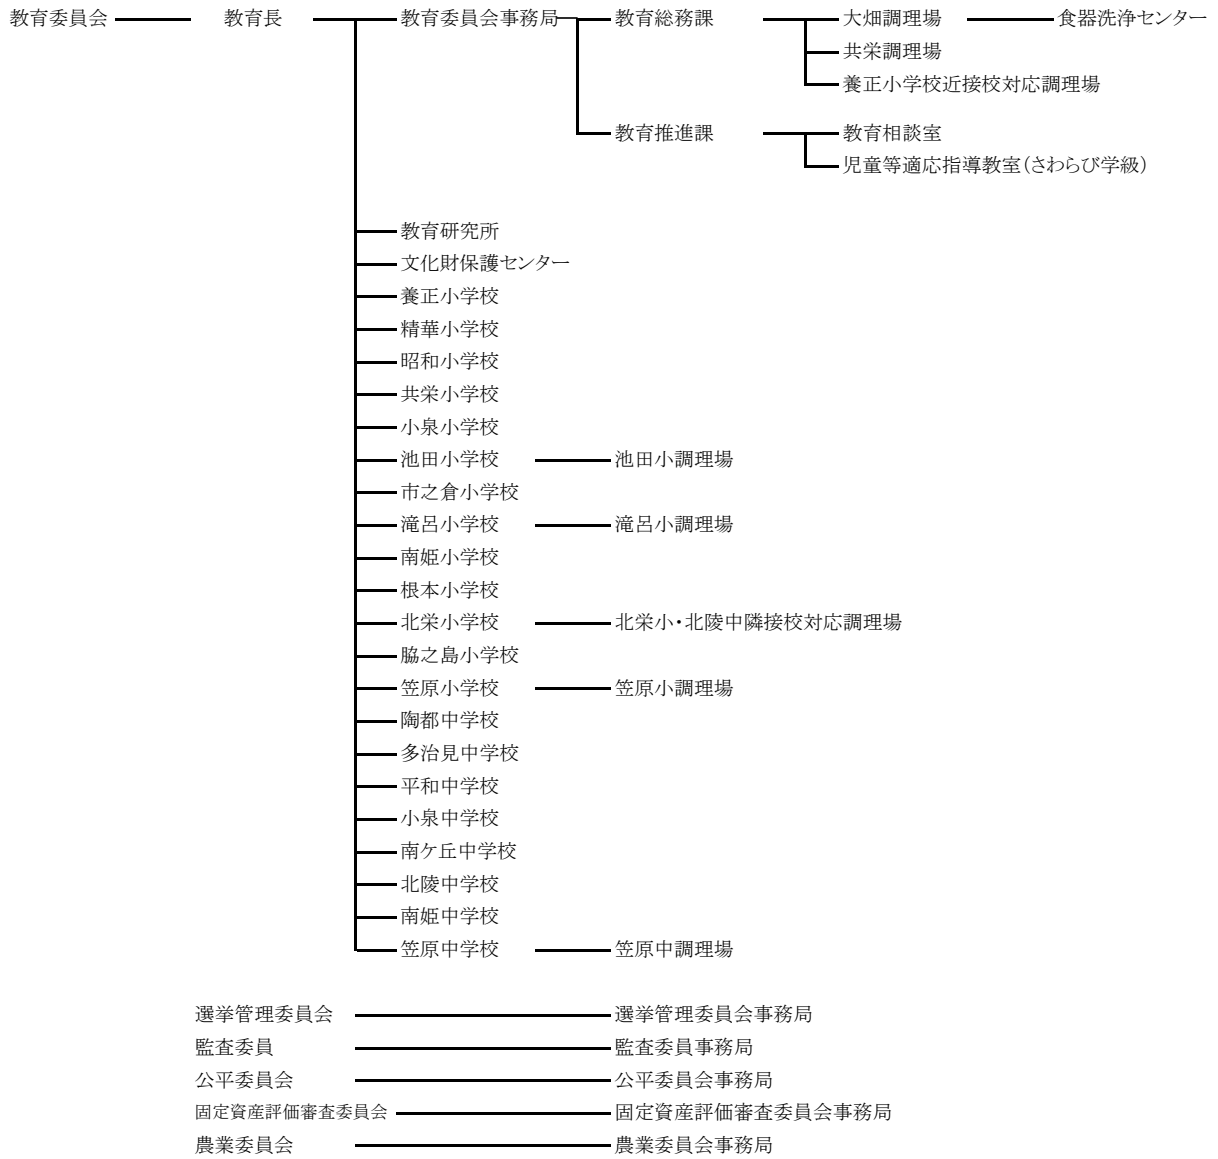 教育委員会 教育長 教育委員会事務局 教育総務課 大畑調理場 食器洗浄センター
共栄調理場
養正小学校近接校対応調理場
教育推進課 教育相談室
児童等適応指導教室(さわらび学級)
教育研究所
文化財保護センター
養正小学校
精華小学校
昭和小学校
共栄小学校
小泉小学校
池田小学校 池田小調理場
市之倉小学校
滝呂小学校 滝呂小調理場
南姫小学校
根本小学校
北栄小学校 北栄小・北陵中隣接校対応調理場
脇之島小学校
笠原小学校 笠原小調理場
陶都中学校
多治見中学校
平和中学校
小泉中学校
南ケ丘中学校
北陵中学校
南姫中学校
笠原中学校 笠原中調理場
選挙管理委員会 選挙管理委員会事務局
監査委員 監査委員事務局
公平委員会 公平委員会事務局
固定資産評価審査委員会 固定資産評価審査委員会事務局
農業委員会 農業委員会事務局